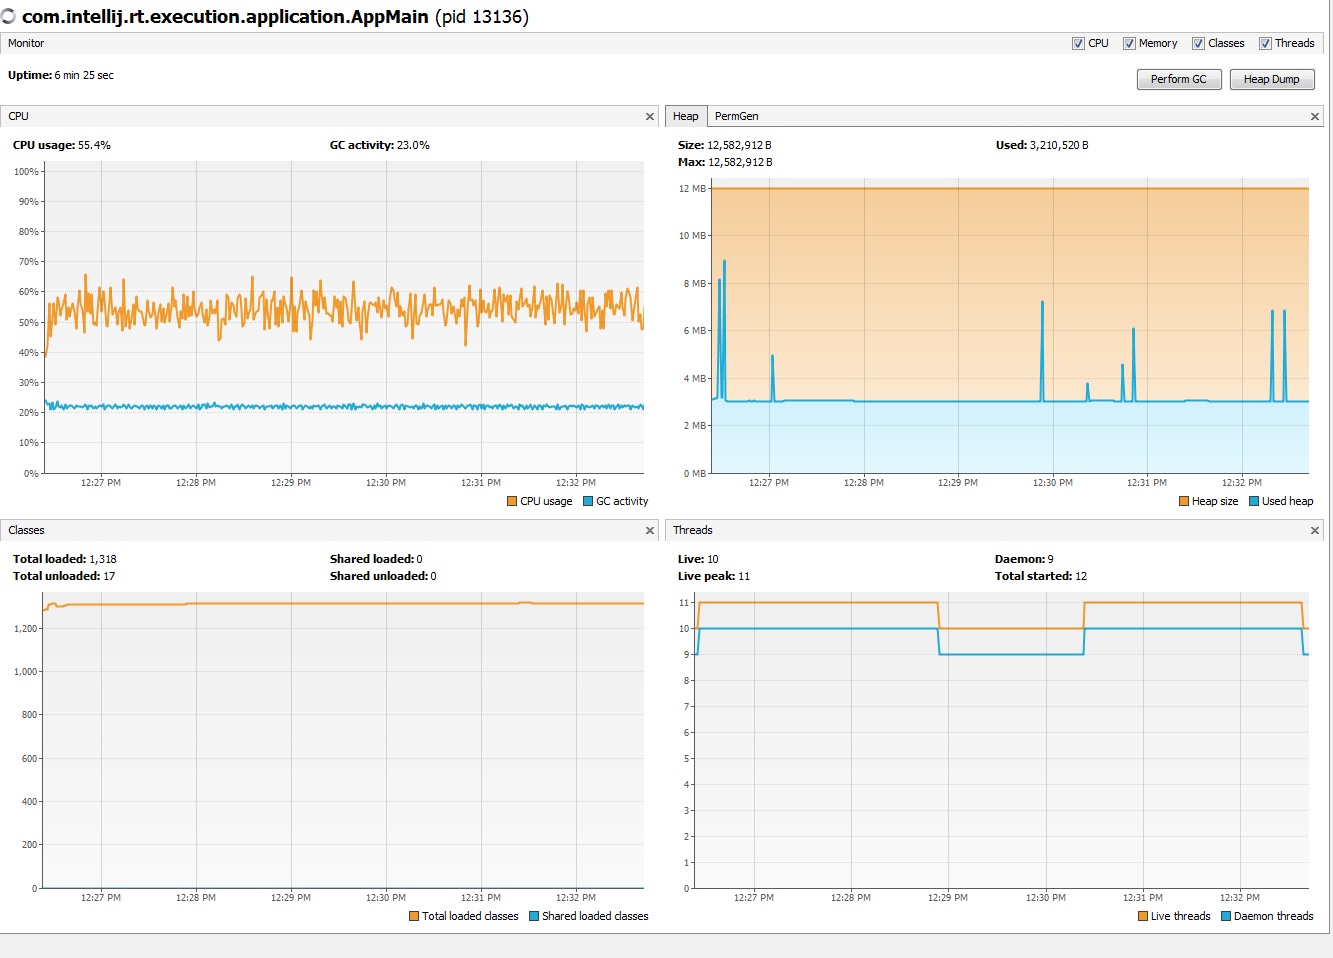 com.intellij.rt.execution.application.AppMain (pid 13136)
Monitor
CPU Memory Classes Threads
Uptime: 6 min 25 sec
Perform GC Heap Dump
CPU
CPU usage: 55.4% GC activity: 23.0%
100%
90%
80%
70%
60%
50%
40%
30%
20%
10%
0%
12:27 PM 12:28 PM 12:29 PM 12:30 PM 12:31 PM 12:32 PM
CPU usage GC activity
Heap PermGen
Size: 12,582,912 B Used: 3,210,520 B
Max: 12,582,912 B
12 MB
10 MB
8 MB
6 MB
4 MB
2 MB
0 MB
12:27 PM 12:28 PM 12:29 PM 12:30 PM 12:31 PM 12:32 PM
Heap size Used heap
Classes
Total loaded: 1,318 Shared loaded: 0
Total unloaded: 17 Shared unloaded: 0
1,200
1,000
800
600
400
200
0
12:27 PM 12:28 PM 12:29 PM 12:30 PM 12:31 PM 12:32 PM
Total loaded classes Shared loaded classes
Threads
Live: 10 Daemon: 9
Live peak: 11 Total started: 12
11
10
9
8
7
6
5
4
3
2
1
0
12:27 PM 12:28 PM 12:29 PM 12:30 PM 12:31 PM 12:32 PM
Live threads Daemon threads